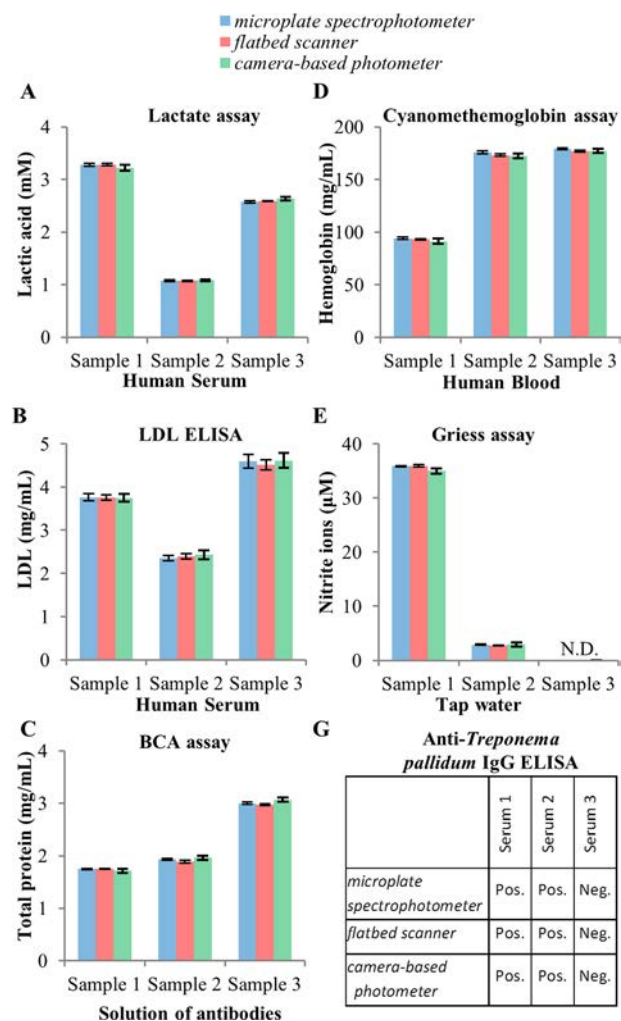 microplate spectrophotometer
flatbed scanner
camera-based photometer
A
Lactate assay
Lactic acid (mM)
4
3
2
1
0
Sample 1 Sample 2 Sample 3
Human Serum
B
LDL ELISA
LDL (mg/mL)
5
4
3
2
1
0
Sample 1 Sample 2 Sample 3
Human Serum
C
BCA assay
Total protein (mg/mL)
4
3
2
1
0
Sample 1 Sample 2 Sample 3
Solution of antibodies
D
Cyanomethemoglobin assay
Hemoglobin (mg/mL)
200
150
100
50
0
Sample 1 Sample 2 Sample 3
Human Blood
E
Griess assay
Nitrite ions (µM)
40
30
20
10
0
N.D.
Sample 1 Sample 2 Sample 3
Tap water
G
Anti-Treponema
pallidum IgG ELISA
Serum 1 Serum 2 Serum 3
microplate
spectrophotometer Pos. Pos. Neg.
flatbed scanner Pos. Pos. Neg.
camera-based
photometer Pos. Pos. Neg.